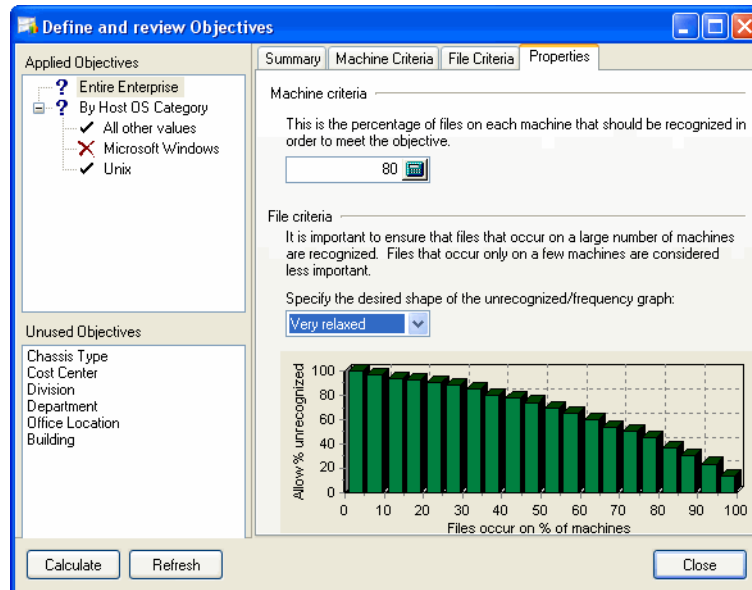 Define and review Objectives
Applied Objectives
? Entire Enterprise
? By Host OS Category
All other values
Microsoft Windows
Unix
Unused Objectives
Chassis Type
Cost Center
Division
Department
Office Location
Building
Summary Machine Criteria File Criteria Properties
Machine criteria
This is the percentage of files on each machine that should be recognized in
order to meet the objective.
80
File criteria
It is important to ensure that files that occur on a large number of machines
are recognized. Files that occur only on a few machines are considered
less important.
Specify the desired shape of the unrecognized/frequency graph:
Very relaxed
Allow % unrecognized
100
80
60
40
20
0
0 10 20 30 40 50 60 70 80 90 100
Files occur on % of machines
Calculate Refresh Close